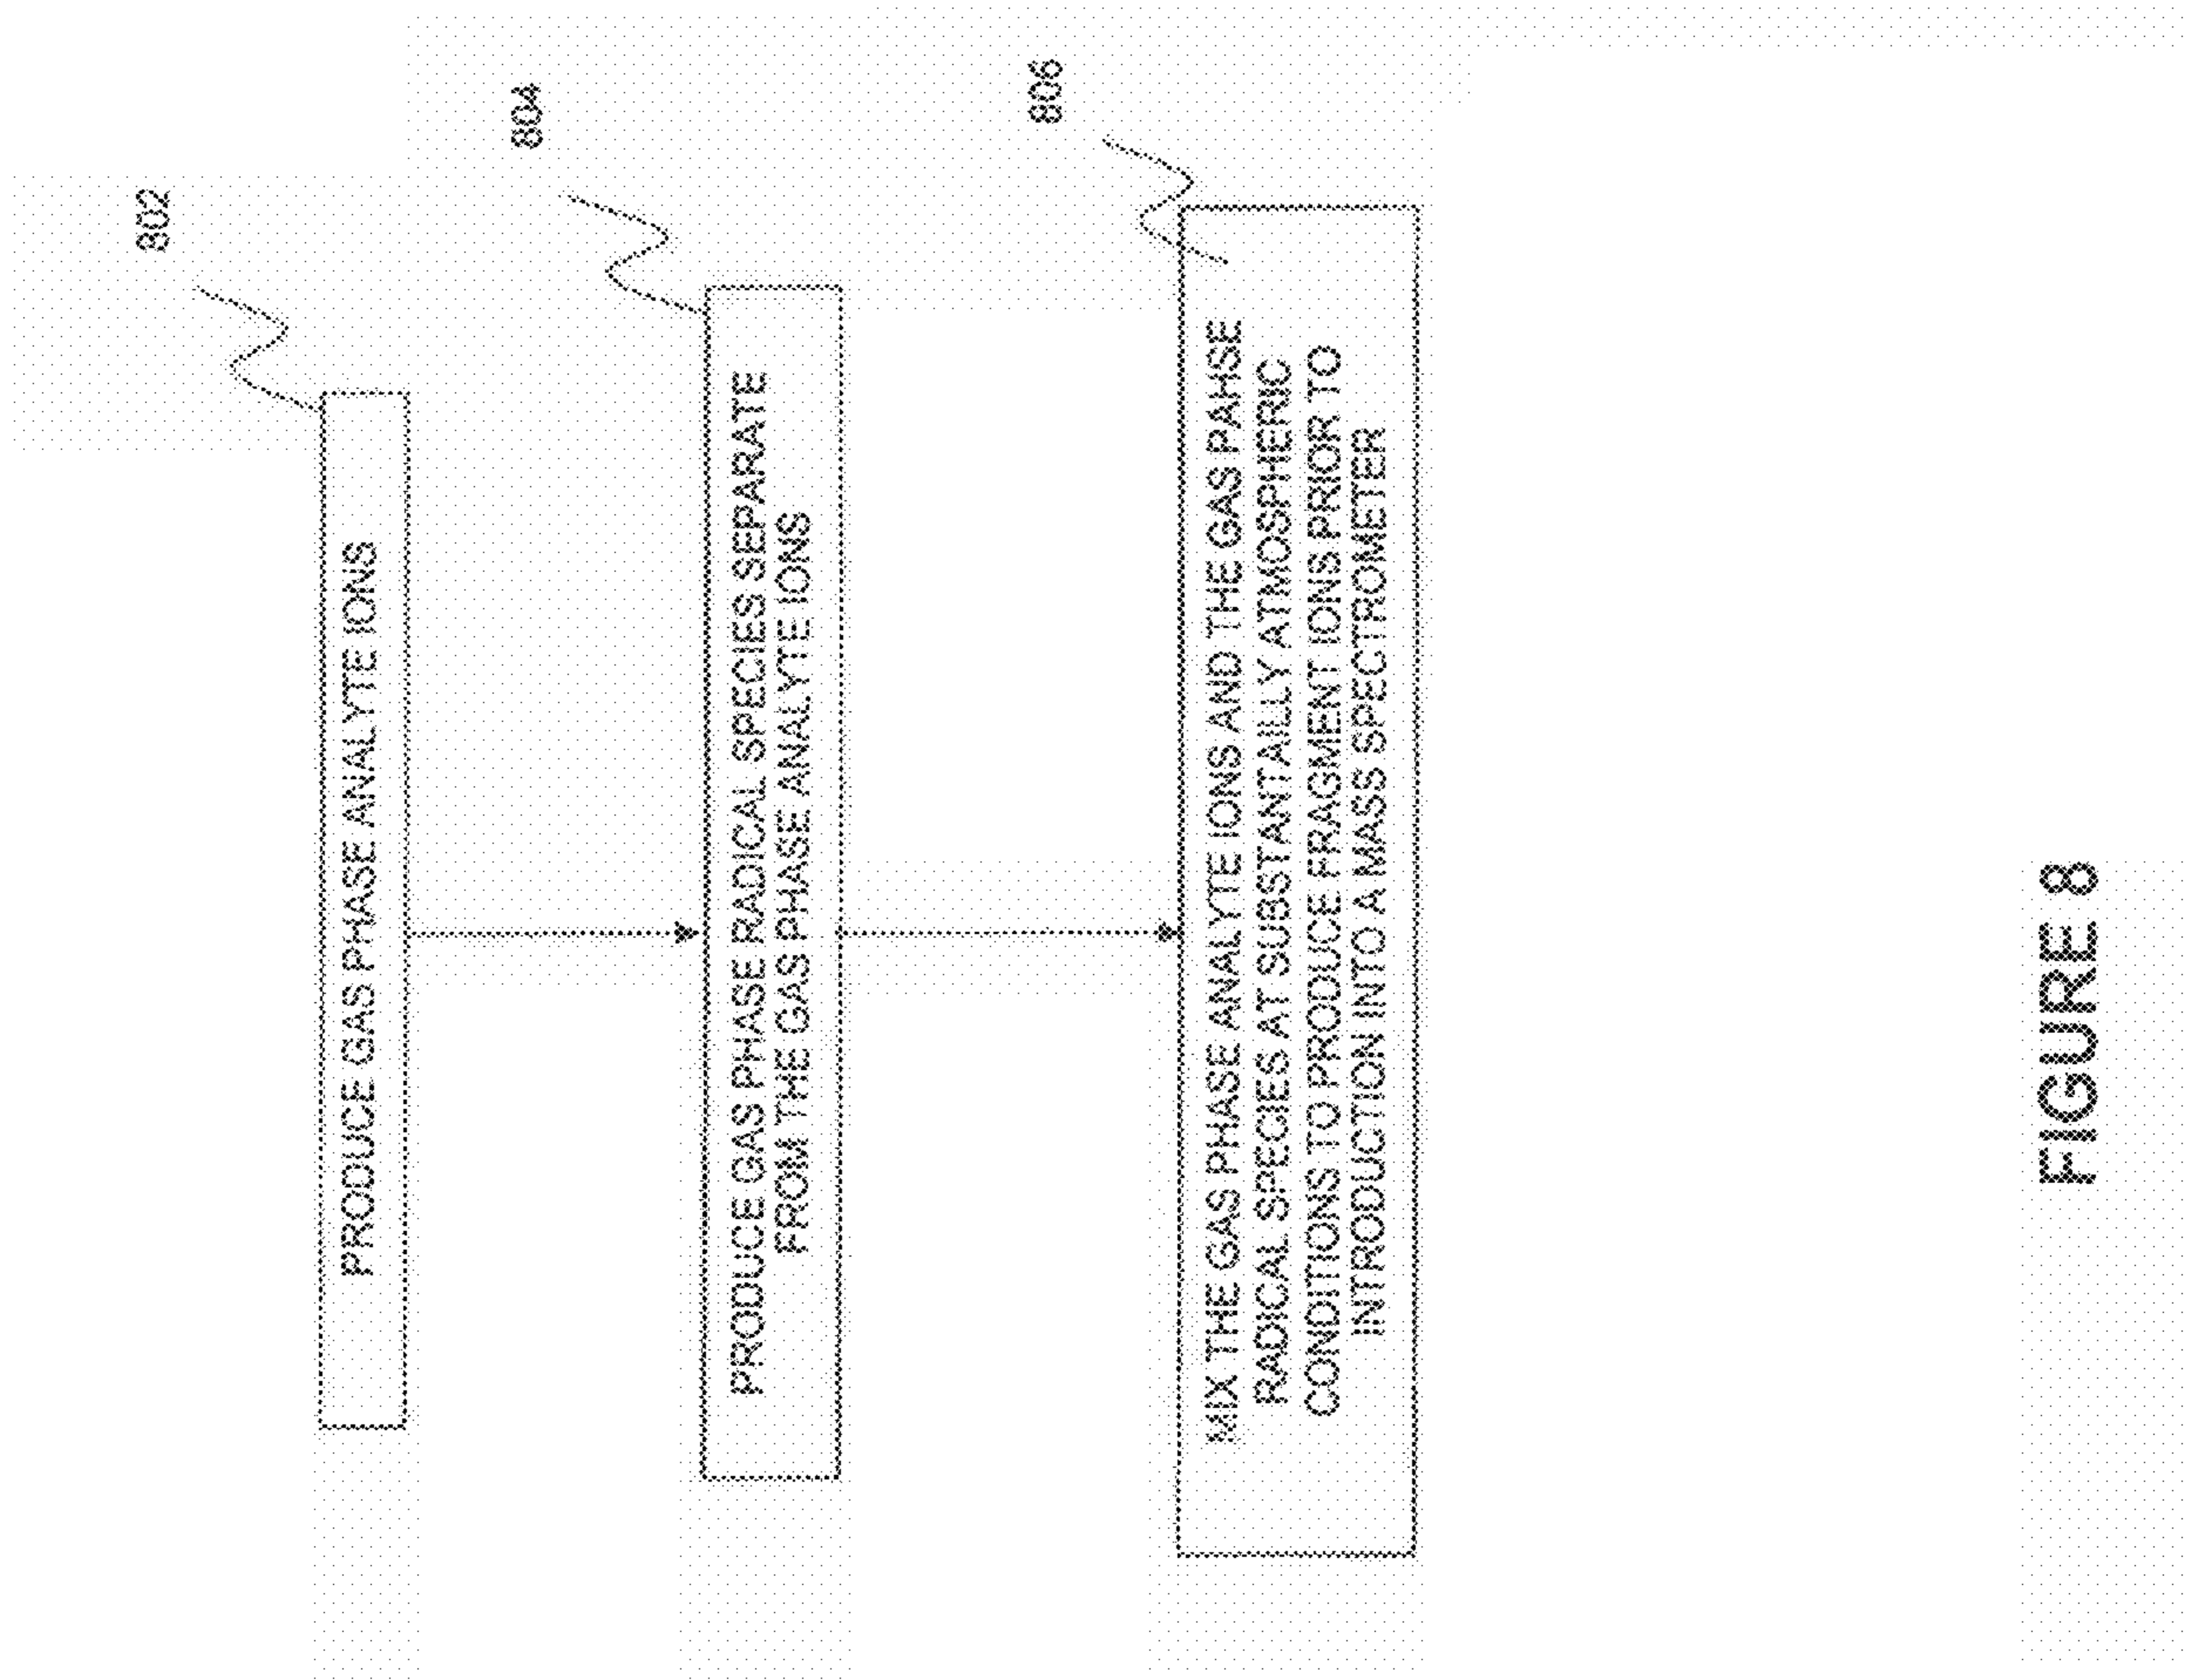 802
PRODUCE GAS PHASE ANALYTE IONS
804
PRODUCE GAS PHASE RADICAL SPECIES SEPARATE
FROM THE GAS PHASE ANALYTE IONS
806
MIX THE GAS PHASE ANALYTE IONS AND THE GAS PAHSE
RADICAL SPECIES AT SUBSTANTAILLY ATMOSPHERIC
CONDITIONS TO PRODUCE FRAGMENT IONS PRIOR TO
INTRODUCTION INTO A MASS SPECTROMETER
FIGURE 8